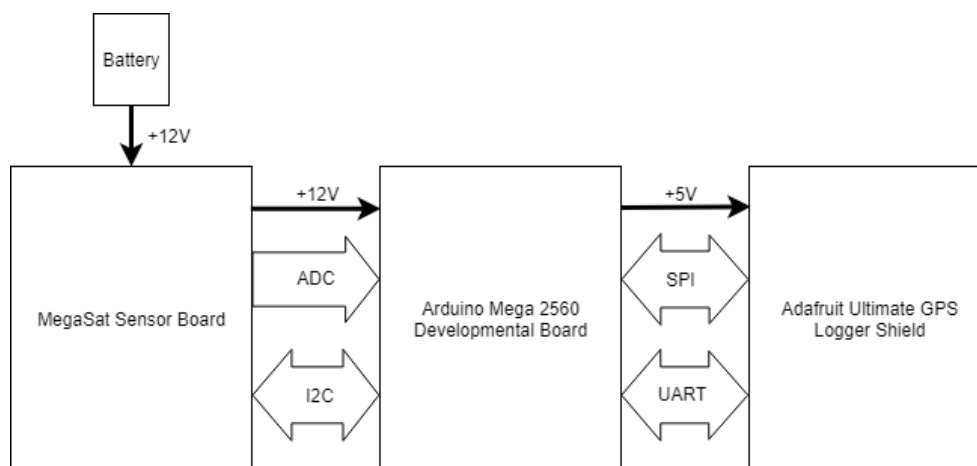 Battery
+12V
+12V
+5V
ADC
SPI
MegaSat Sensor Board
Arduino Mega 2560
Developmental Board
Adafruit Ultimate GPS
Logger Shield
I2C
UART